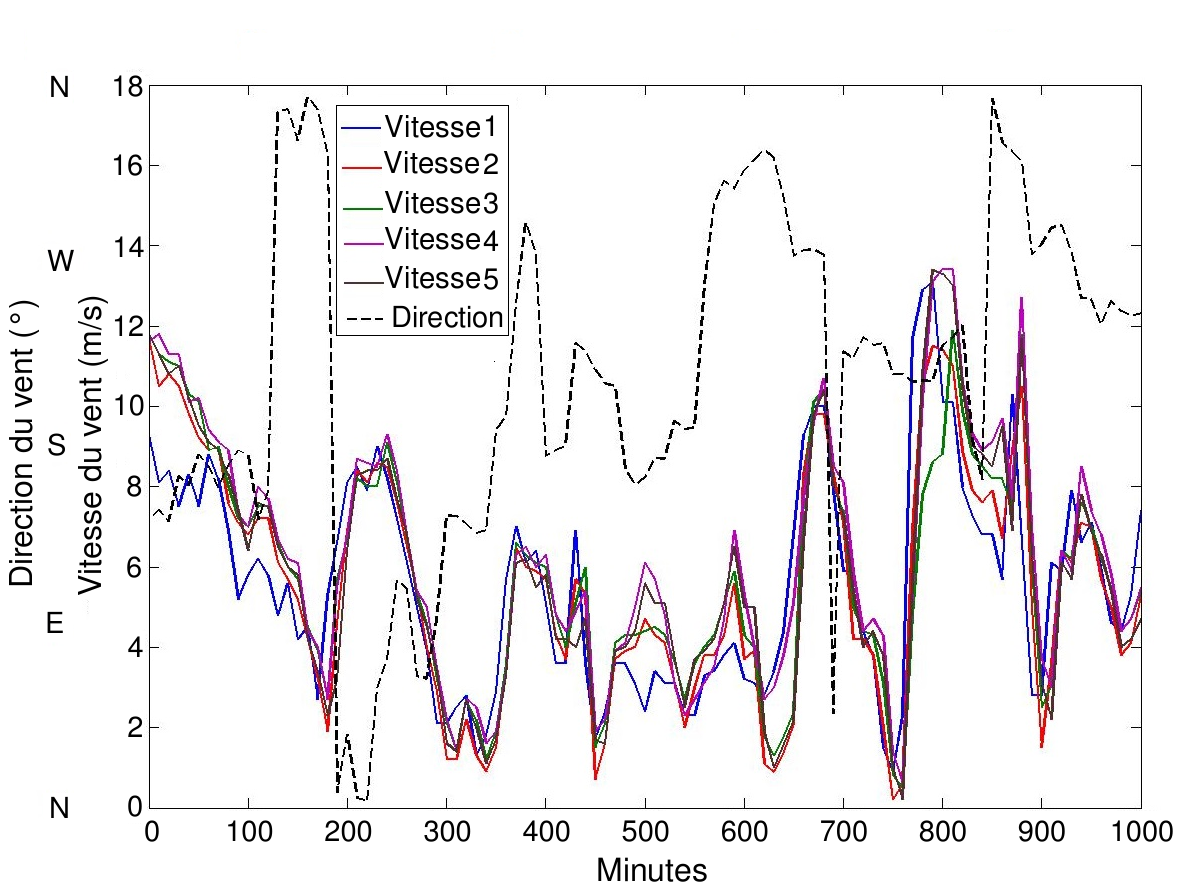 N
W
S
E
N
Direction du vent (°)
Vitesse du vent (m/s)
18
16
14
12
10
8
6
4
2
0
Vitesse1
Vitesse2
Vitesse3
Vitesse4
Vitesse5
Direction
0 100 200 300 400 500 600 700 800 900 1000
Minutes